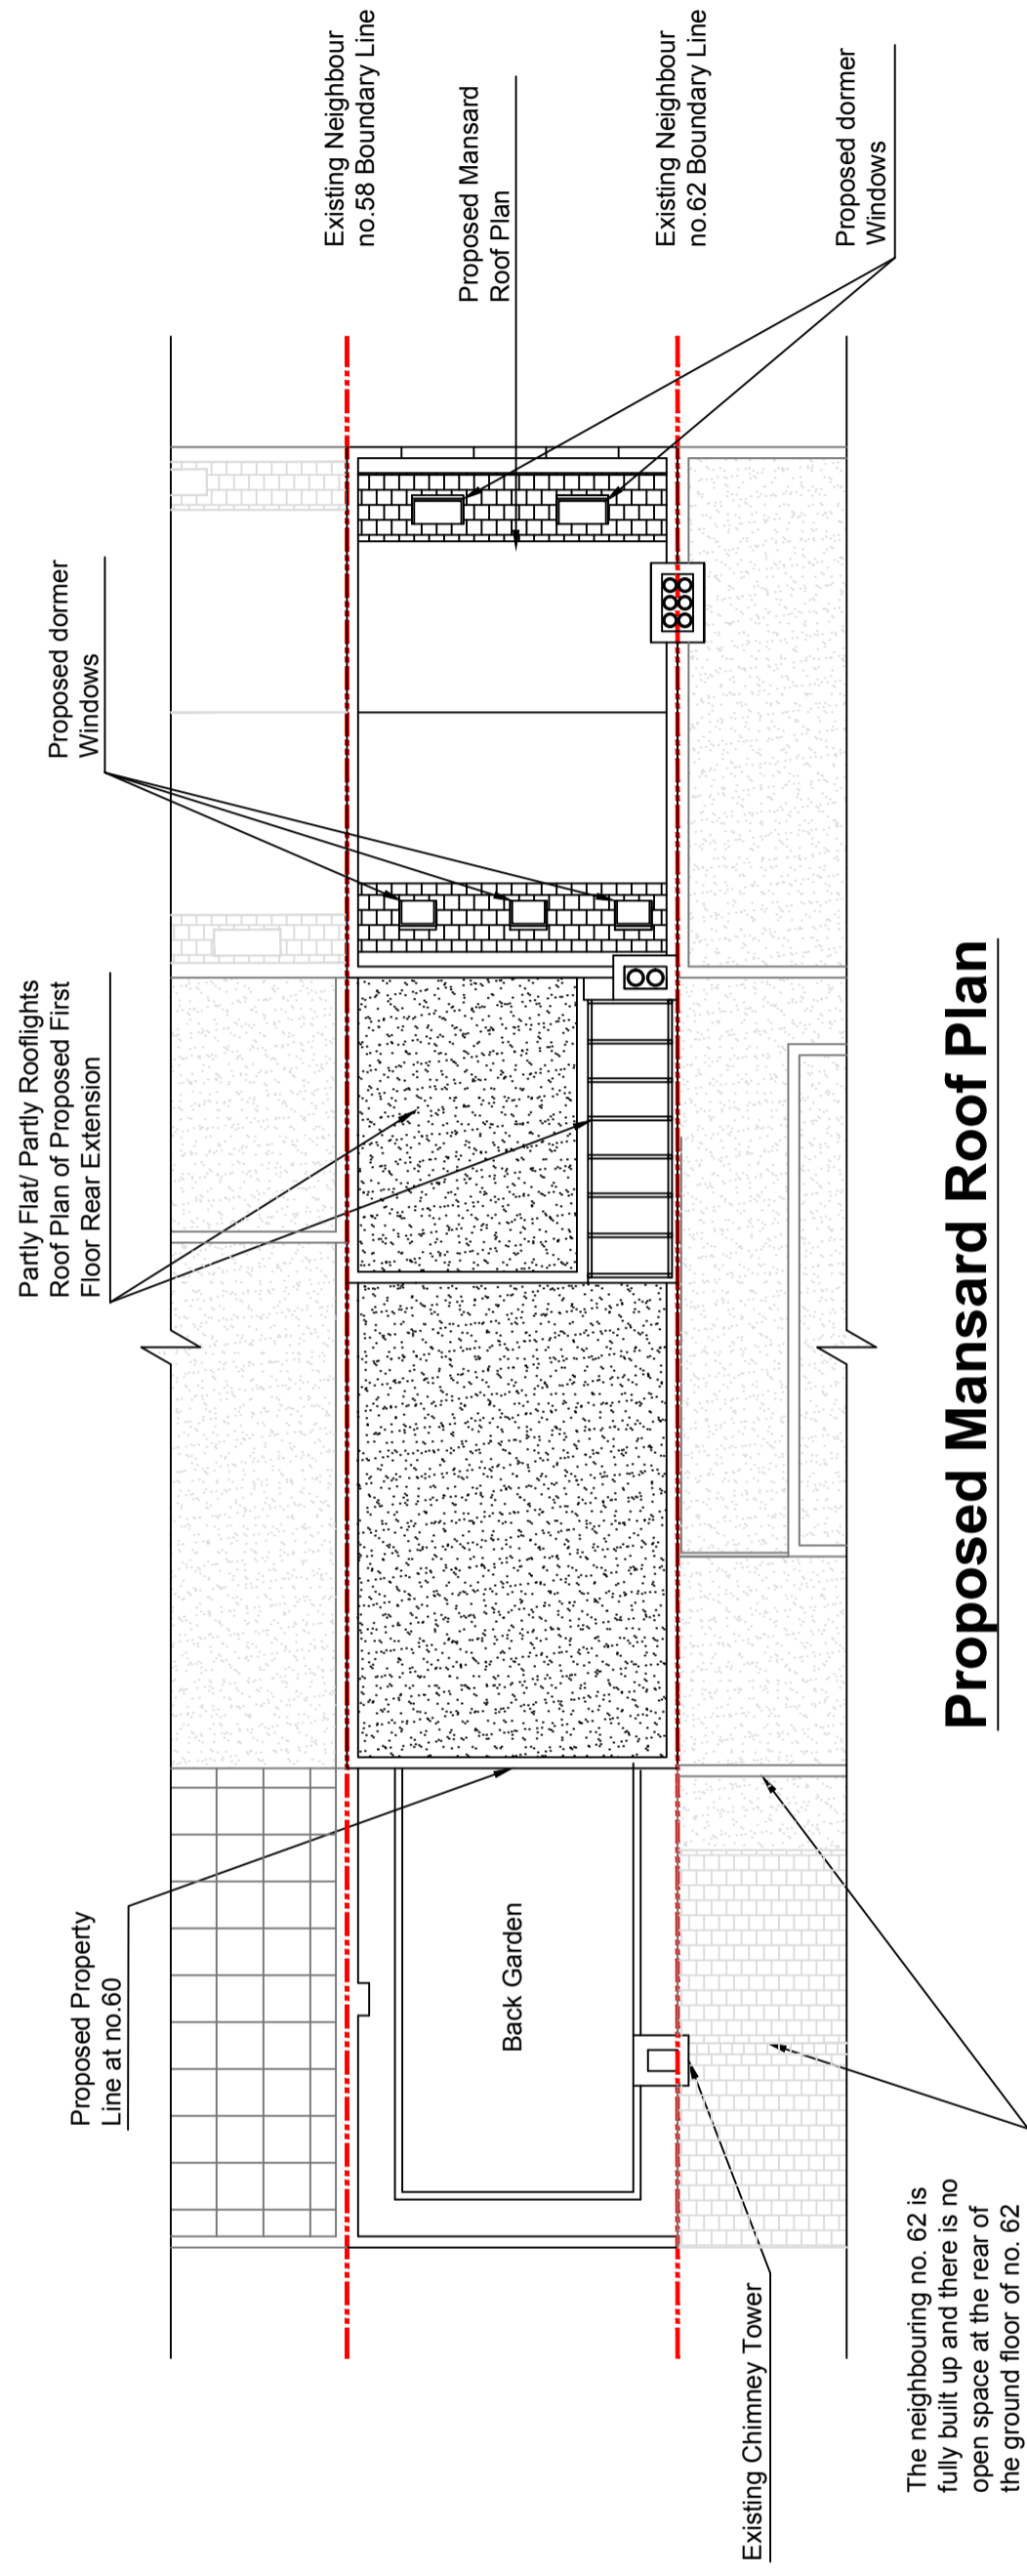 Existing Neighbour
no.58 Boundary Line
Proposed Mansard
Roof Plan
Existing Neighbour
no.62 Boundary Line
Proposed dormer
Windows
Proposed dormer
Windows
Partly Flat/ Partly Rooflights
Roof Plan of Proposed First
Floor Rear Extension
Proposed Property
Line at no.60
Back Garden
Existing Chimney Tower
The neighbouring no. 62 is
fully built up and there is no
open space at the rear of
the ground floor of no. 62
Proposed Mansard Roof Plan